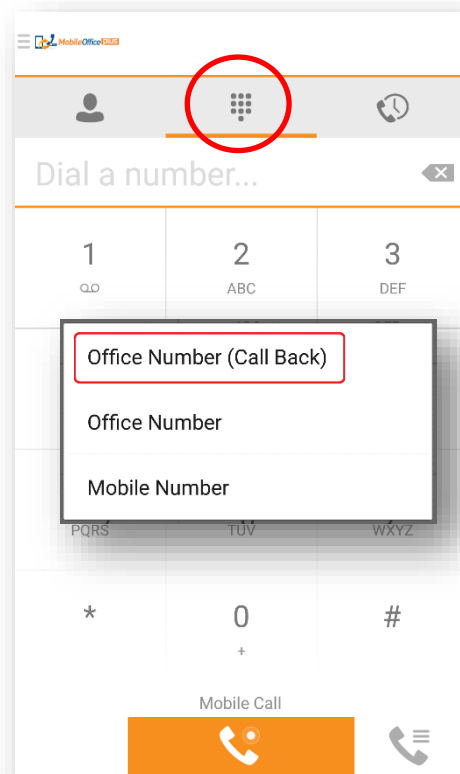 MobileOffice PLUS
Dial a number...
1 2 3
ABC DEF
Office Number (Call Back)
Office Number
Mobile Number
PQRS TUV WXYZ
* 0 #
+
Mobile Call